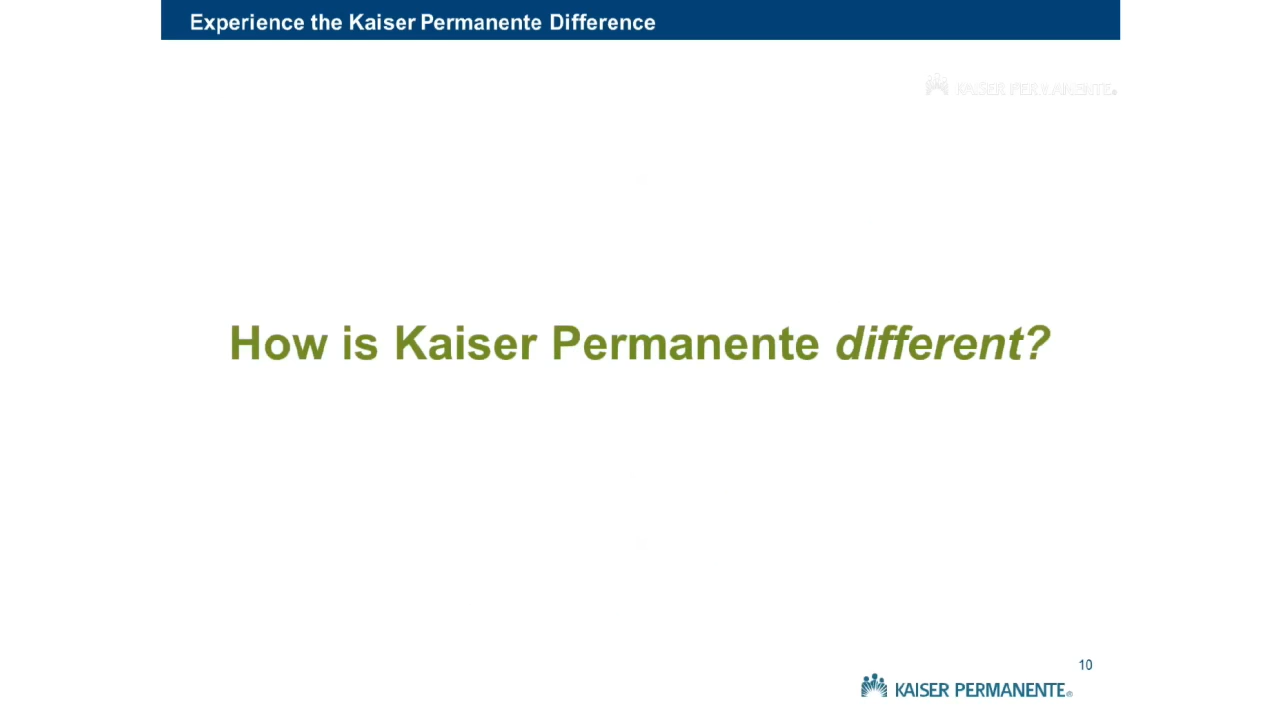 Experience the Kaiser Permanente Difference
KAISER PERMANENTE®
How is Kaiser Permanente different?
10
KAISER PERMANENTE®